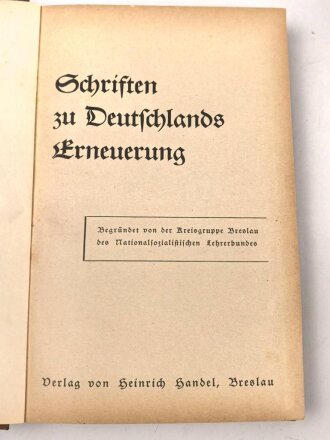 Schriften
zu Deutschlands
Erneuerung
Begründet von der Kreisgruppe Breslau
des Nationalsozialistischen Lehrerbundes
Verlag von Heinrich Handel, Breslau